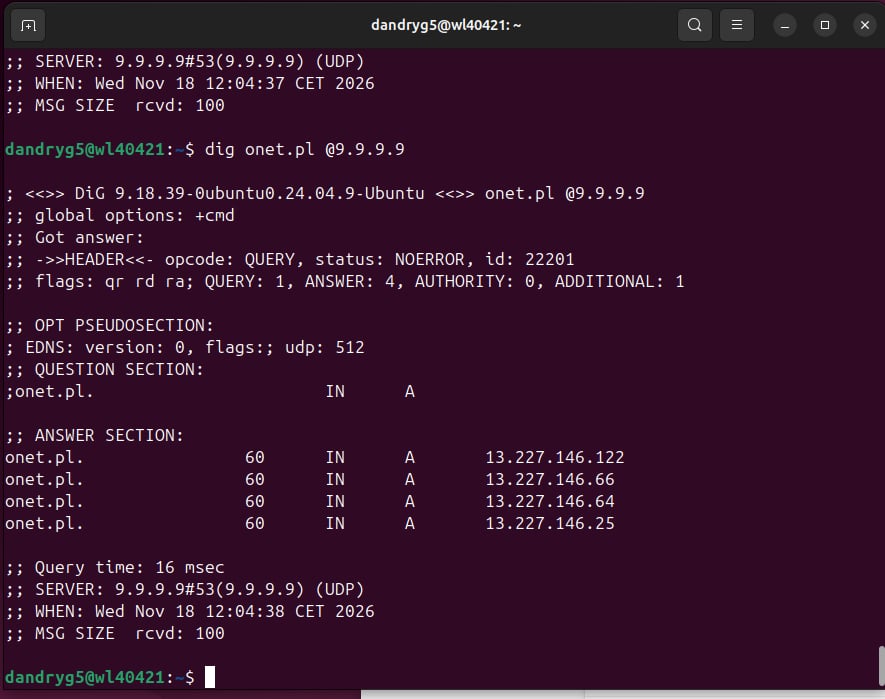 dandryg5@wl40421: ~
;; SERVER: 9.9.9.9#53(9.9.9.9) (UDP)
;; WHEN: Wed Nov 18 12:04:37 CET 2026
;; MSG SIZE  rcvd: 100

dandryg5@wl40421:~$ dig onet.pl @9.9.9.9

; <<>> DiG 9.18.39-0ubuntu0.24.04.9-Ubuntu <<>> onet.pl @9.9.9.9
;; global options: +cmd
;; Got answer:
;; ->>HEADER<<- opcode: QUERY, status: NOERROR, id: 22201
;; flags: qr rd ra; QUERY: 1, ANSWER: 4, AUTHORITY: 0, ADDITIONAL: 1

;; OPT PSEUDOSECTION:
; EDNS: version: 0, flags:; udp: 512
;; QUESTION SECTION:
;onet.pl.                       IN      A

;; ANSWER SECTION:
onet.pl.                60      IN      A       13.227.146.122
onet.pl.                60      IN      A       13.227.146.66
onet.pl.                60      IN      A       13.227.146.64
onet.pl.                60      IN      A       13.227.146.25

;; Query time: 16 msec
;; SERVER: 9.9.9.9#53(9.9.9.9) (UDP)
;; WHEN: Wed Nov 18 12:04:38 CET 2026
;; MSG SIZE  rcvd: 100

dandryg5@wl40421:~$